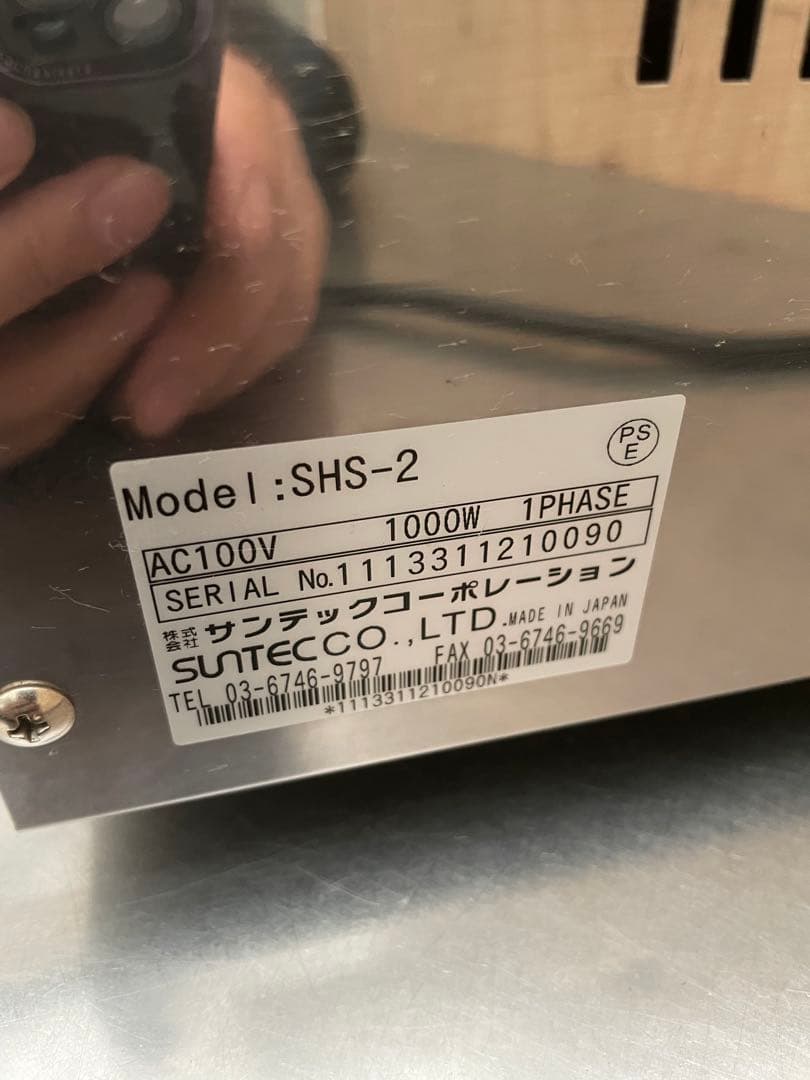 PS
E
Model:SHS-2
AC100V 1000W 1PHASE
SERIAL No.1113311210090
株式会社 サンテックコーポレーション
SUNTEC CO.,LTD. MADE IN JAPAN
TEL 03-6746-9797 FAX 03-6746-9669
*1113311210090N*